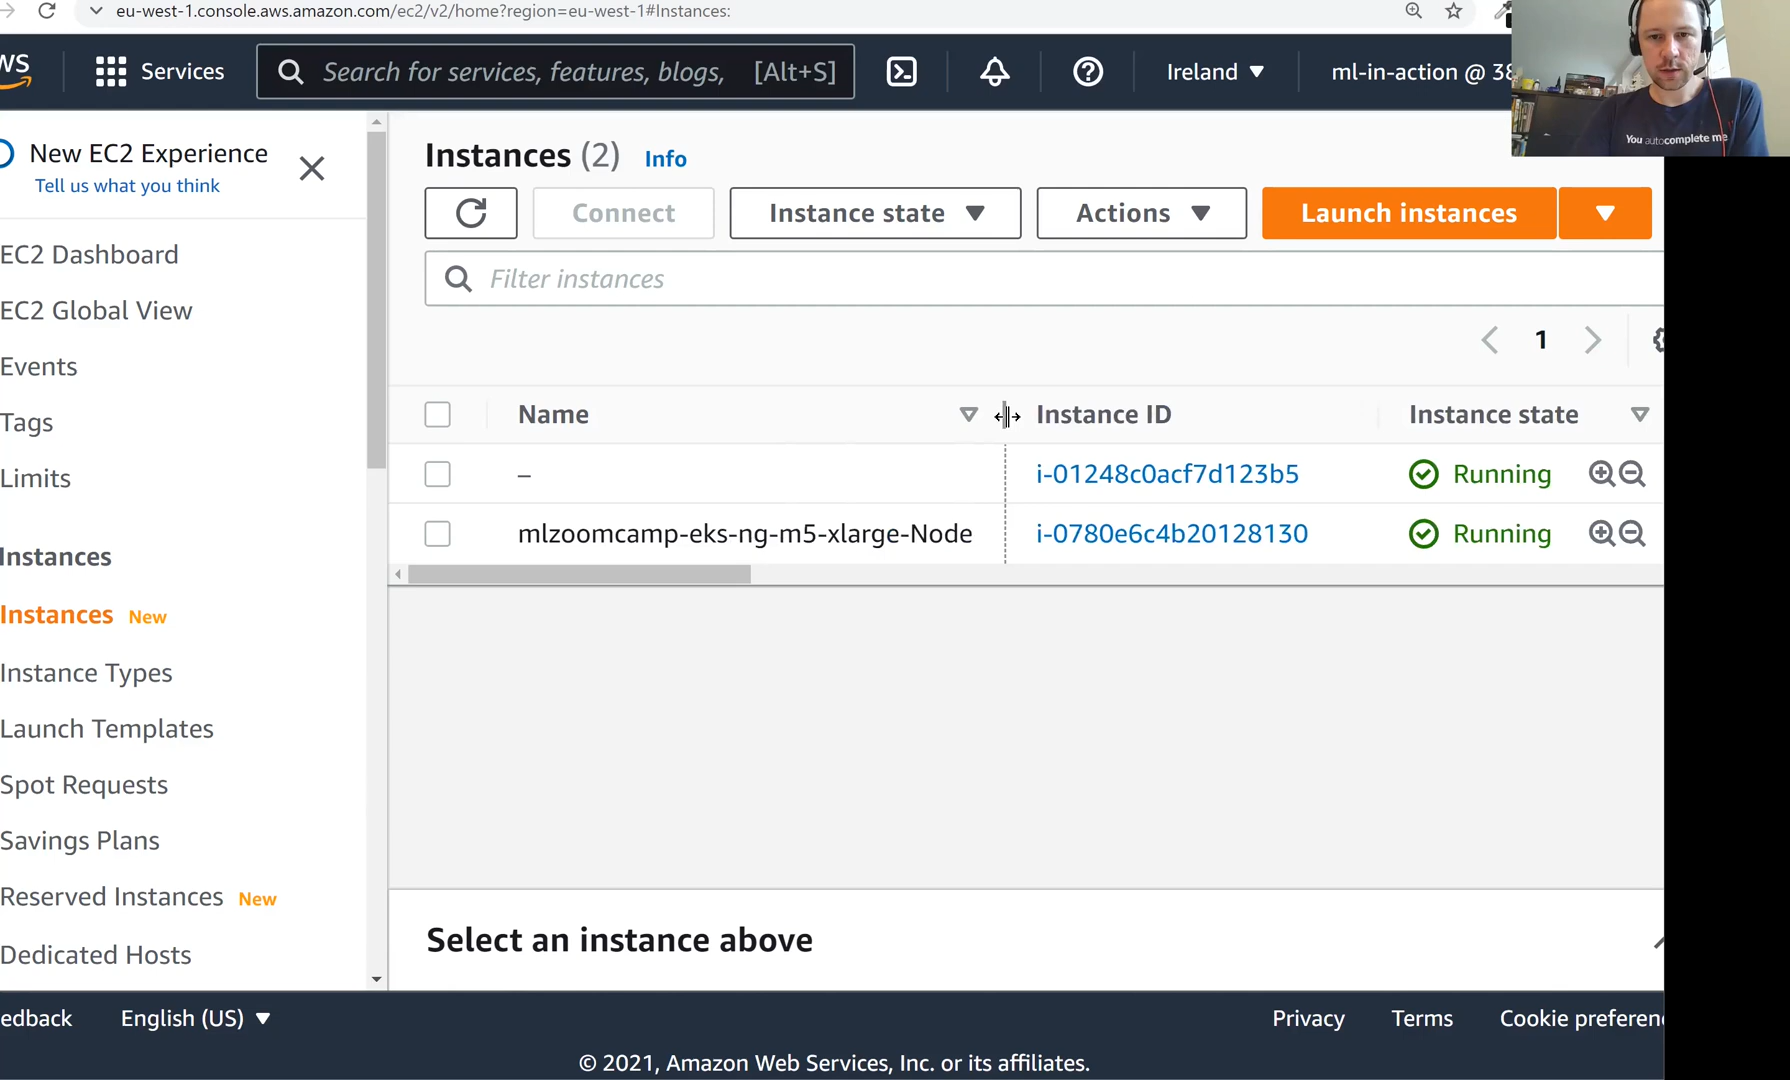 eu-west-1.console.aws.amazon.com/ec2/v2/home?region=eu-west-1#Instances:
Services
Search for services, features, blogs, [Alt+S]
Ireland
ml-in-action @ 38
You autocomplete me
New EC2 Experience
Tell us what you think
EC2 Dashboard
EC2 Global View
Events
Tags
Limits
Instances
Instances New
Instance Types
Launch Templates
Spot Requests
Savings Plans
Reserved Instances New
Dedicated Hosts
Instances (2) Info
Connect
Instance state
Actions
Launch instances
Filter instances
1
Name Instance ID Instance state
– i-01248c0acf7d123b5 Running
mlzoomcamp-eks-ng-m5-xlarge-Node i-0780e6c4b20128130 Running
Select an instance above
edback English (US) Privacy Terms Cookie preferen
© 2021, Amazon Web Services, Inc. or its affiliates.